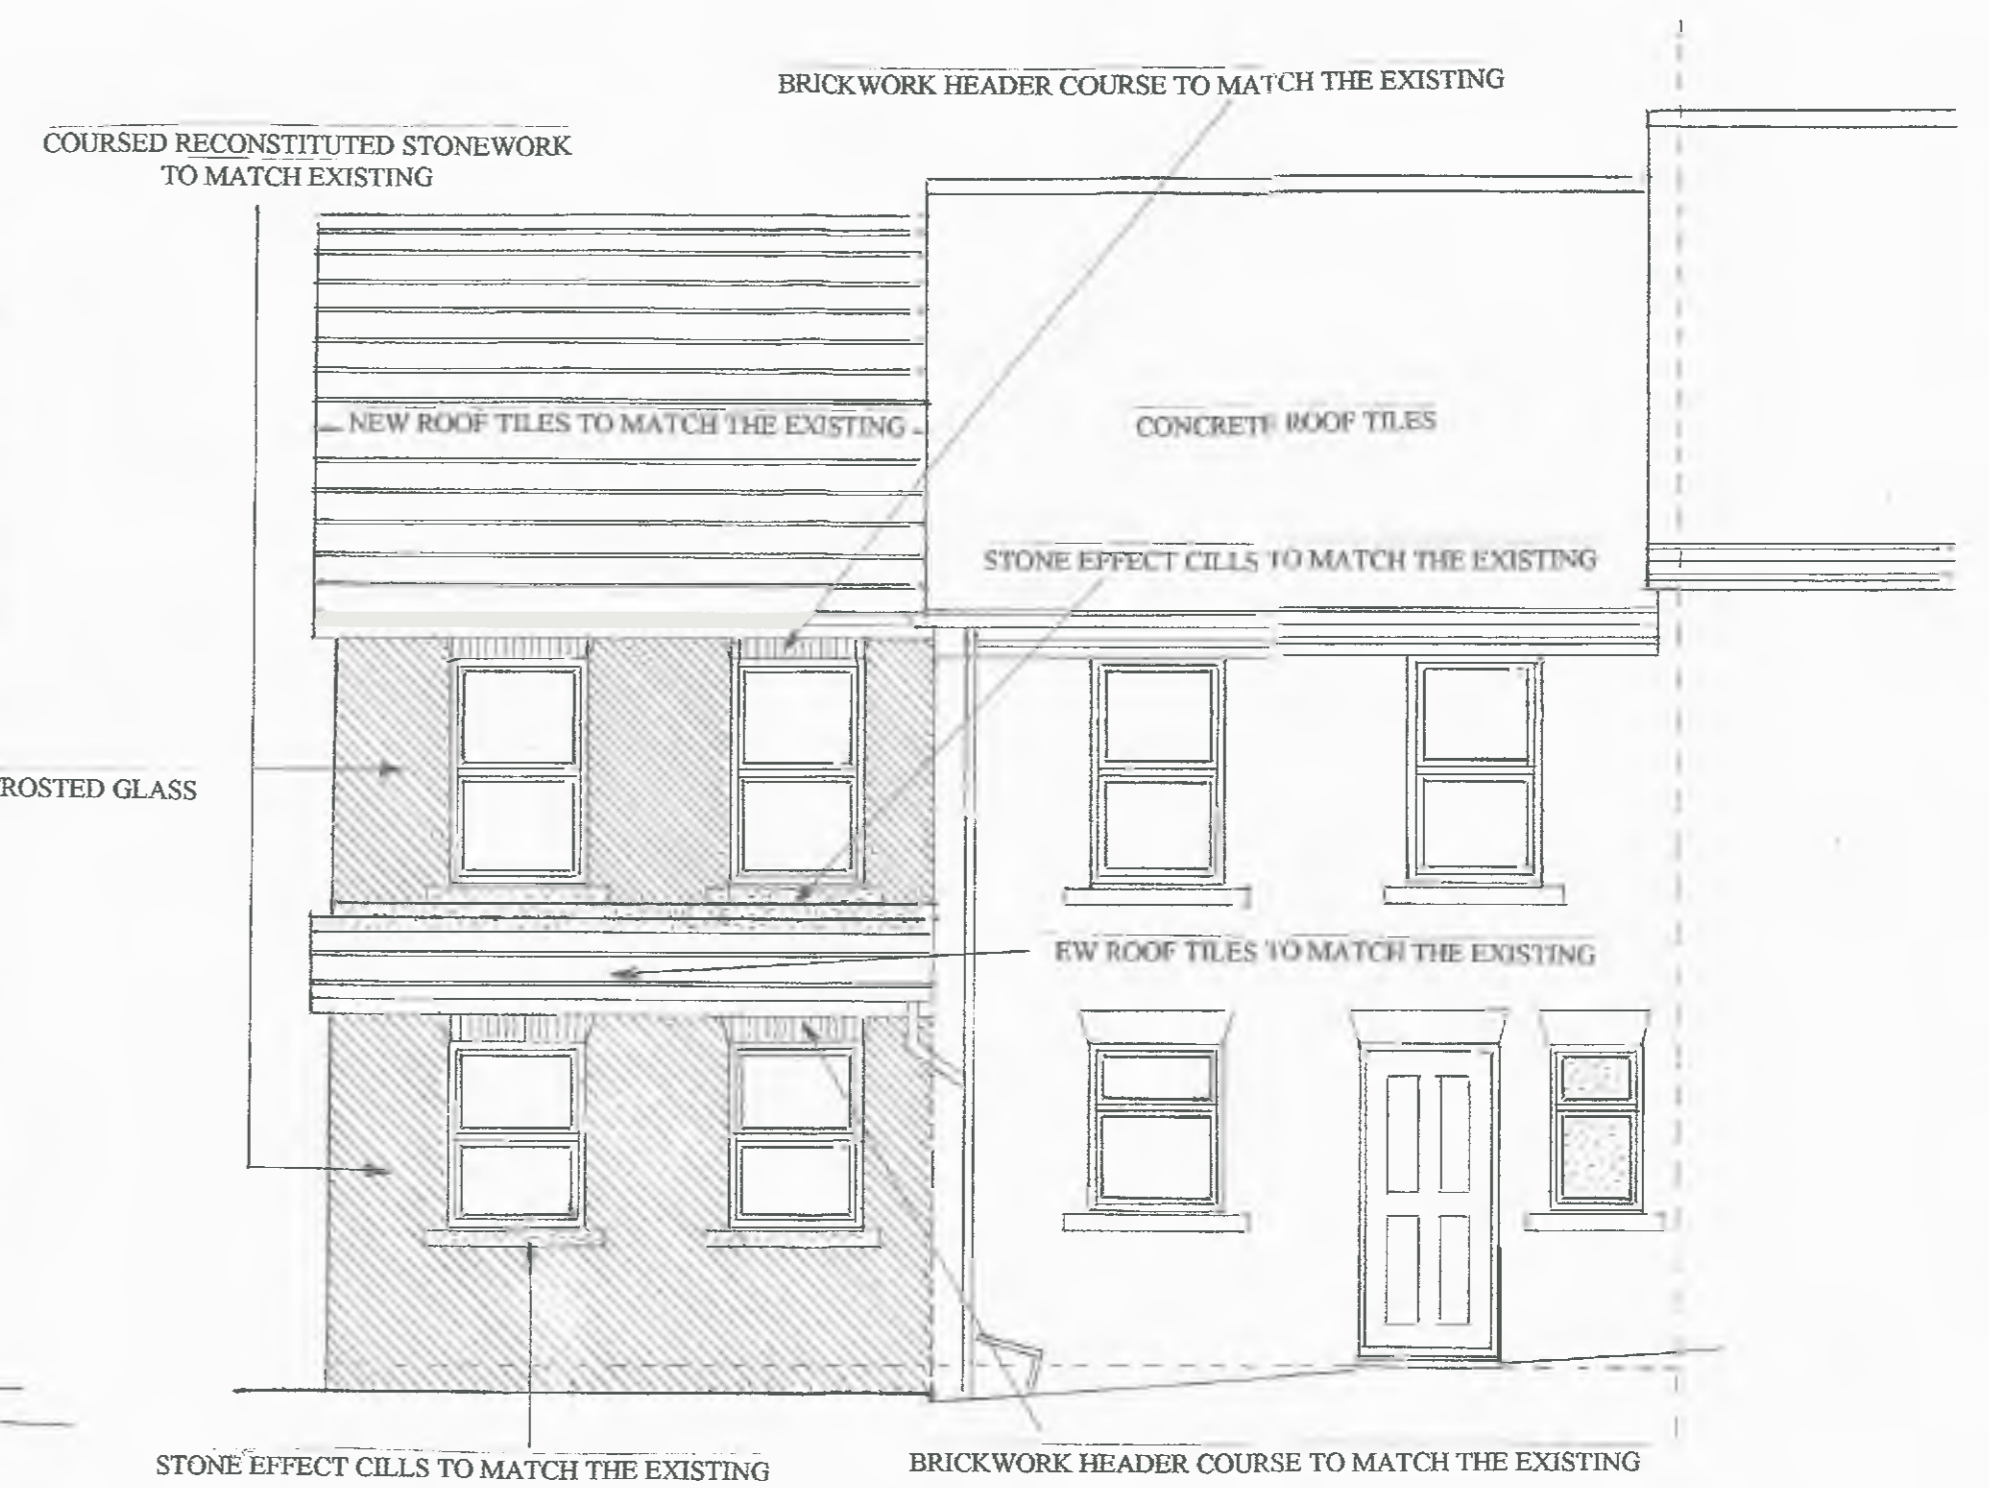 BRICKWORK HEADER COURSE TO MATCH THE EXISTING
COURSED RECONSTITUTED STONEWORK
TO MATCH EXISTING
NEW ROOF TILES TO MATCH THE EXISTING
CONCRETE ROOF TILES
STONE EFFECT CILLS TO MATCH THE EXISTING
ROSTED GLASS
EW ROOF TILES TO MATCH THE EXISTING
STONE EFFECT CILLS TO MATCH THE EXISTING
BRICKWORK HEADER COURSE TO MATCH THE EXISTING